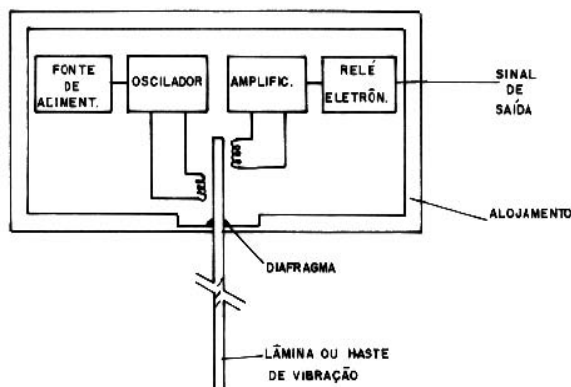 FONTE
DE
ALIMENT.
OSCILADOR
AMPLIFIC.
RELÉ
ELETRÔN.
SINAL
DE
SAÍDA
ALOJAMENTO
DIAFRAGMA
LÂMINA OU HASTE
DE VIBRAÇÃO